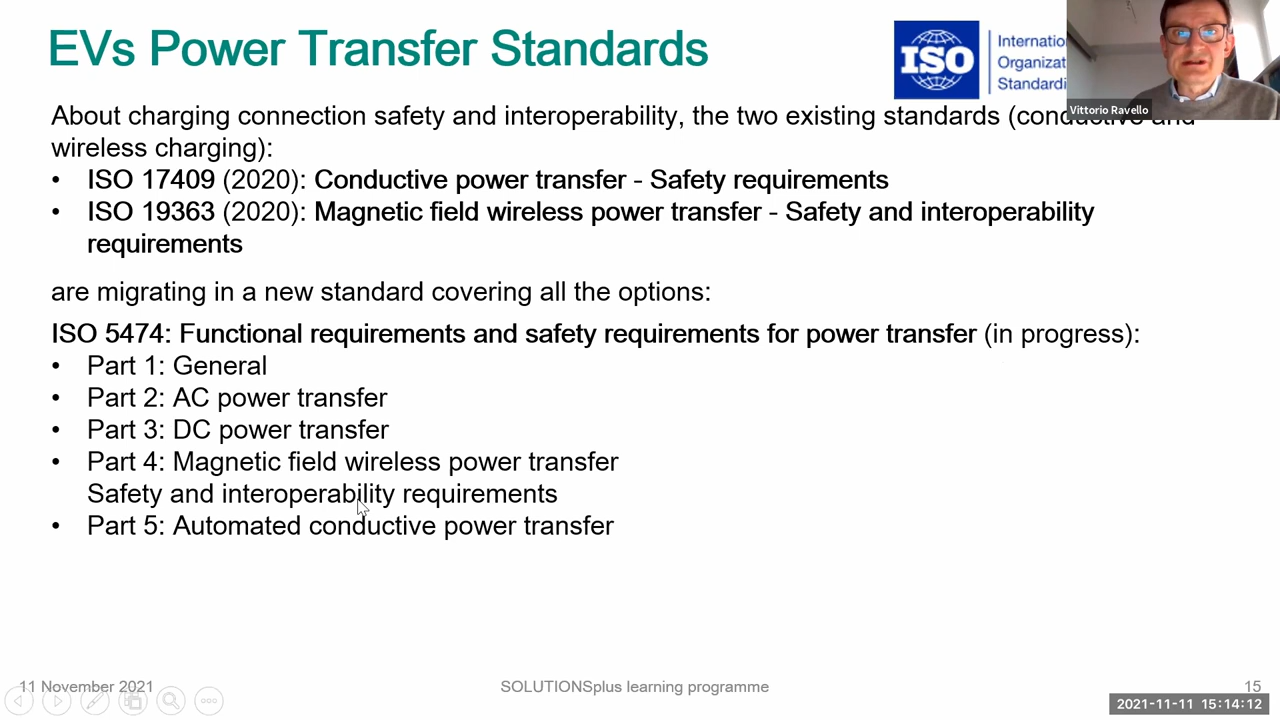 EVs Power Transfer Standards
ISO
Internatio
Organizat
Standardi
Vittorio Ravello
About charging connection safety and interoperability, the two existing standards (conductive and
wireless charging):
• ISO 17409 (2020): Conductive power transfer - Safety requirements
• ISO 19363 (2020): Magnetic field wireless power transfer - Safety and interoperability
requirements
are migrating in a new standard covering all the options:
ISO 5474: Functional requirements and safety requirements for power transfer (in progress):
• Part 1: General
• Part 2: AC power transfer
• Part 3: DC power transfer
• Part 4: Magnetic field wireless power transfer
Safety and interoperability requirements
• Part 5: Automated conductive power transfer
11 November 2021
SOLUTIONSplus learning programme
15
2021-11-11 15:14:12